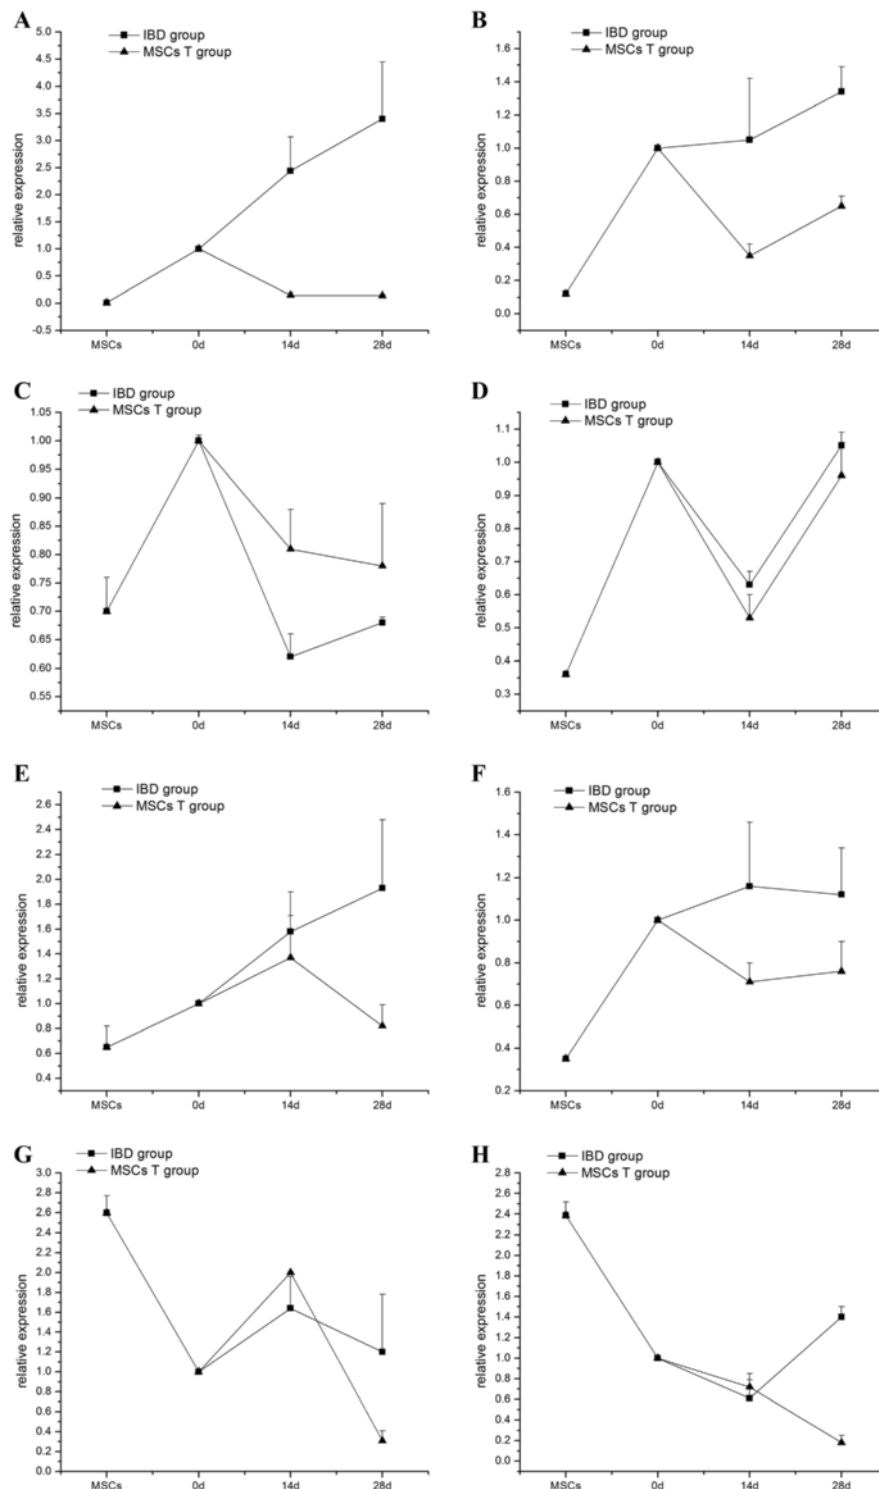 A
IBD group
MSCs T group
5.0
4.5
4.0
3.5
3.0
2.5
2.0
1.5
1.0
0.5
0.0
-0.5
relative expression
MSCs 0d 14d 28d
B
IBD group
MSCs T group
1.6
1.4
1.2
1.0
0.8
0.6
0.4
0.2
0.0
relative expression
MSCs 0d 14d 28d
C
IBD group
MSCs T group
1.05
1.00
0.95
0.90
0.85
0.80
0.75
0.70
0.65
0.60
0.55
relative expression
MSCs 0d 14d 28d
D
IBD group
MSCs T group
1.1
1.0
0.9
0.8
0.7
0.6
0.5
0.4
0.3
relative expression
MSCs 0d 14d 28d
E
IBD group
MSCs T group
2.6
2.4
2.2
2.0
1.8
1.6
1.4
1.2
1.0
0.8
0.6
0.4
relative expression
MSCs 0d 14d 28d
F
IBD group
MSCs T group
1.6
1.4
1.2
1.0
0.8
0.6
0.4
0.2
relative expression
MSCs 0d 14d 28d
G
IBD group
MSCs T group
3.0
2.8
2.6
2.4
2.2
2.0
1.8
1.6
1.4
1.2
1.0
0.8
0.6
0.4
0.2
0.0
relative expression
MSCs 0d 14d 28d
H
IBD group
MSCs T group
2.8
2.6
2.4
2.2
2.0
1.8
1.6
1.4
1.2
1.0
0.8
0.6
0.4
0.2
0.0
relative expression
MSCs 0d 14d 28d